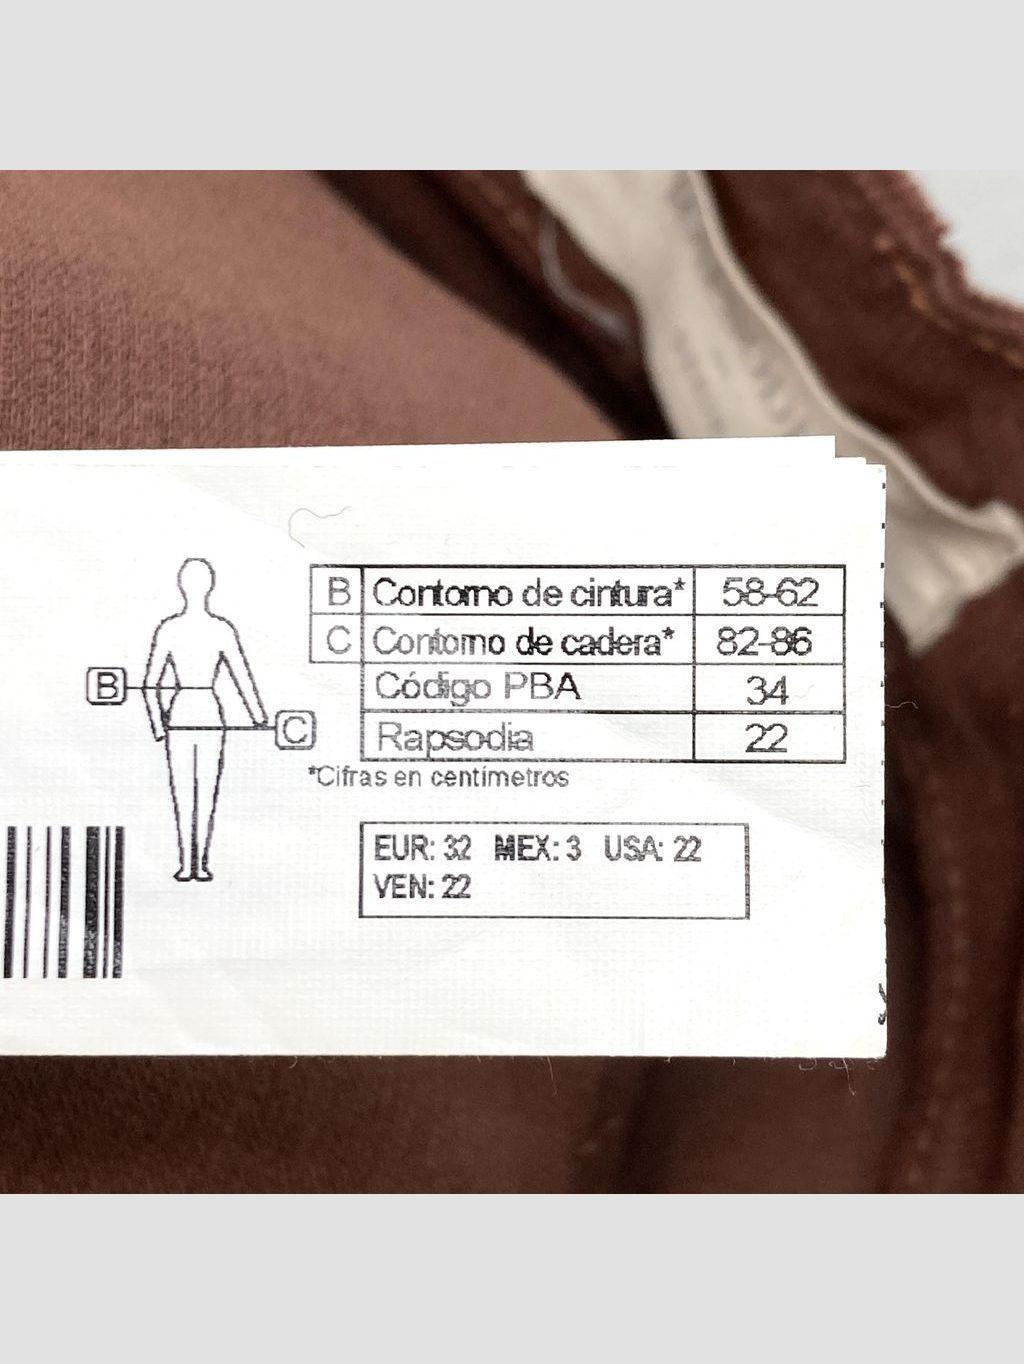 B Contorno de cintura* 58-62
C Contorno de cadera* 82-86
Código PBA 34
Rapsodia 22
*Cifras en centímetros
B
C
EUR: 32 MEX: 3 USA: 22
VEN: 22